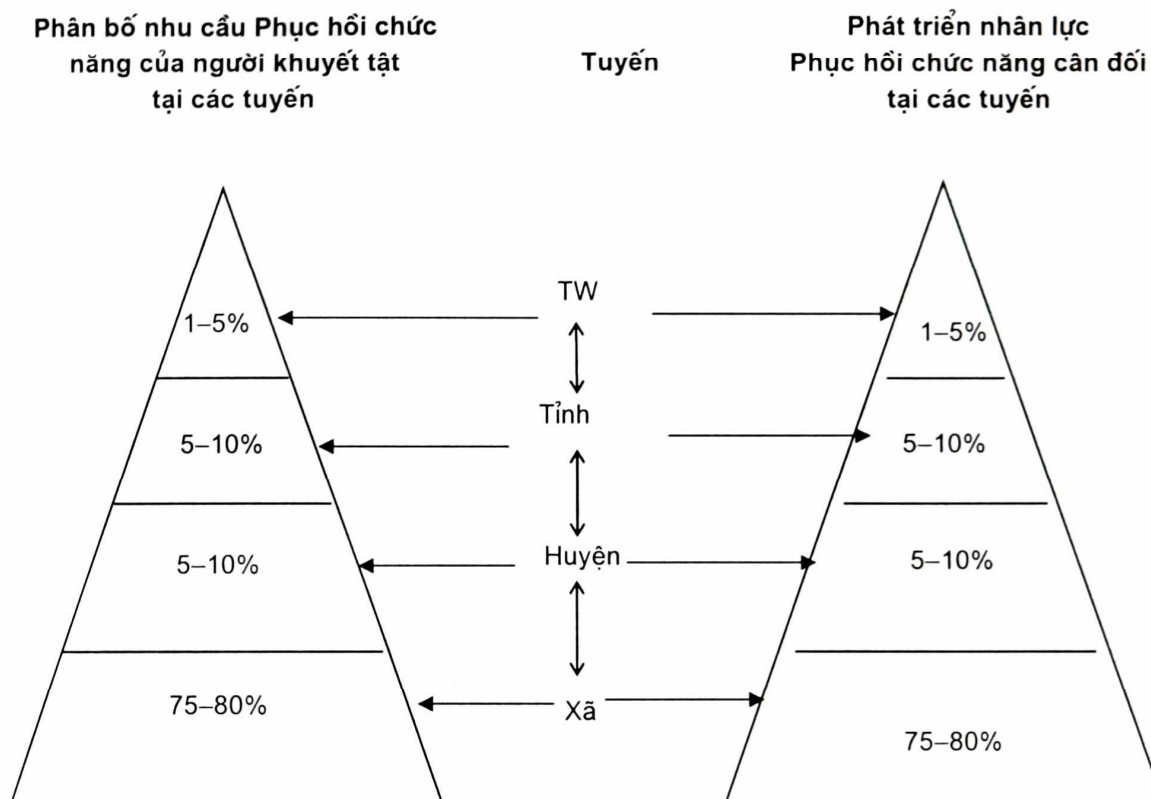 Phân bố nhu cầu Phục hồi chức
năng của người khuyết tật
tại các tuyến
Tuyến
Phát triển nhân lực
Phục hồi chức năng cân đối
tại các tuyến
1–5%
TW
1–5%
5–10%
Tỉnh
5–10%
5–10%
Huyện
5–10%
75–80%
Xã
75–80%